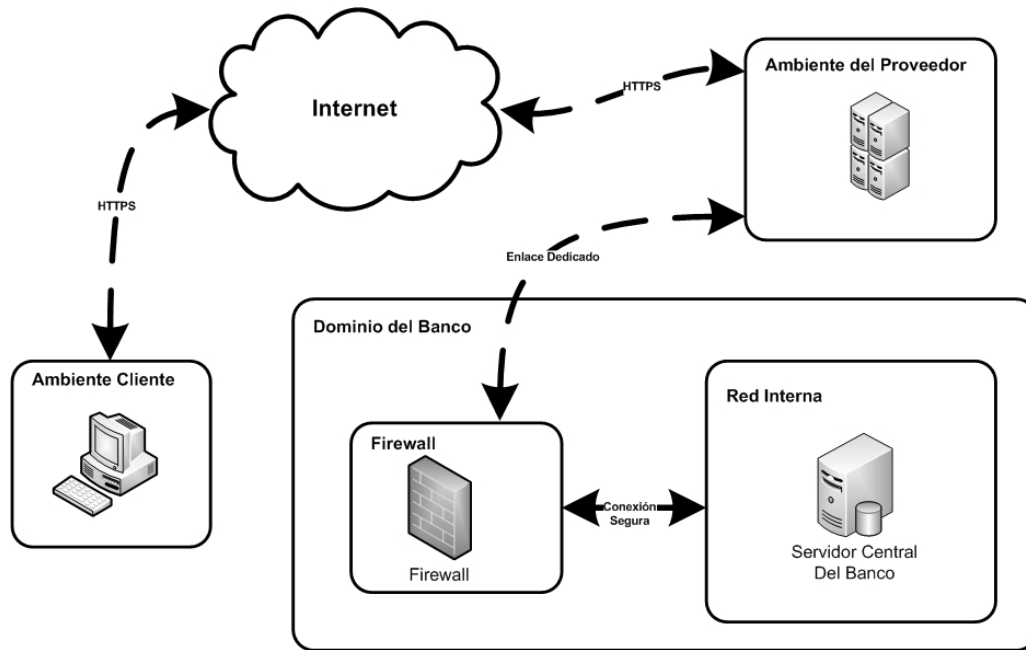 Internet
Ambiente del Proveedor
HTTPS
HTTPS
Enlace Dedicado
Dominio del Banco
Ambiente Cliente
Red Interna
Firewall
Conexión
Segura
Servidor Central
Del Banco
Firewall